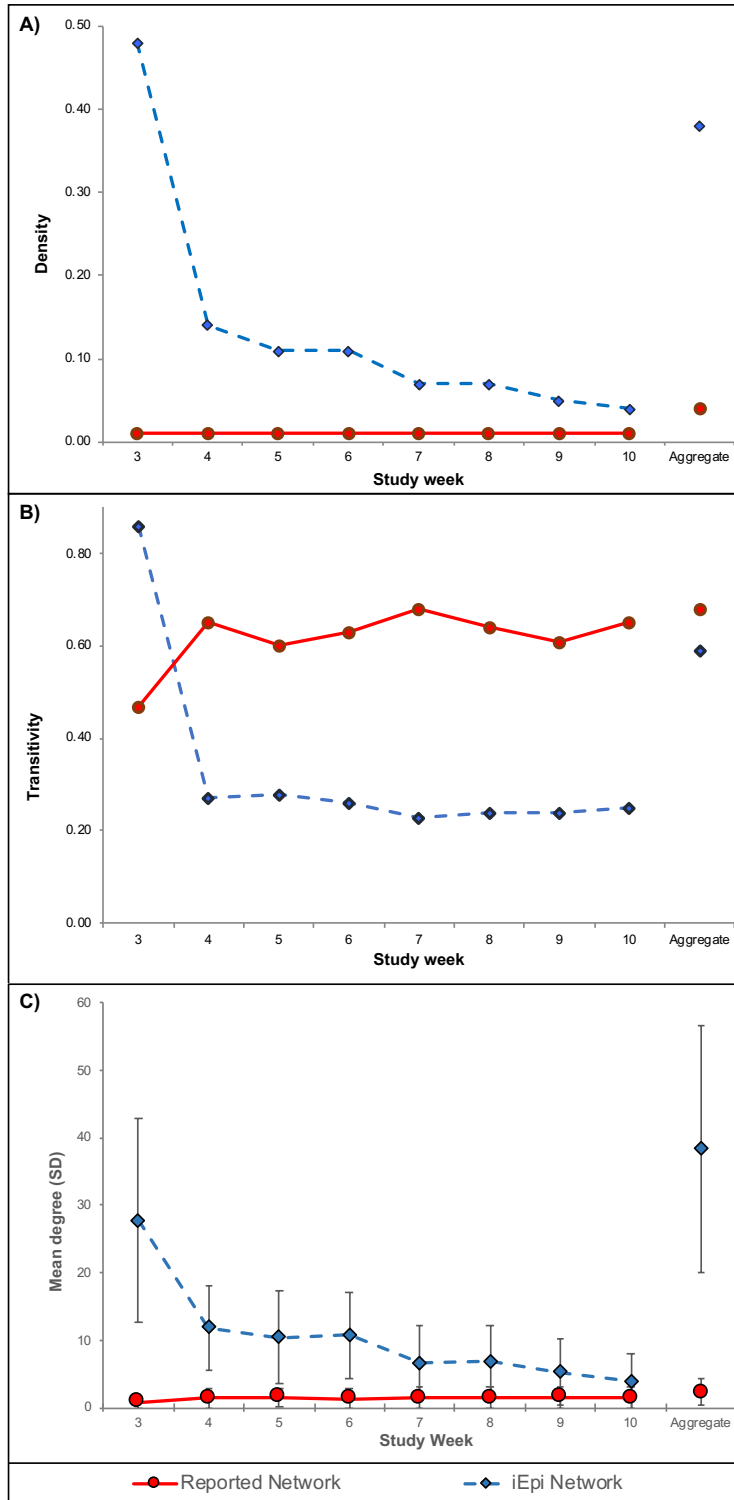 A)
0.50
0.40
0.30
0.20
0.10
0.00
Density
3 4 5 6 7 8 9 10 Aggregate
Study week
B)
0.80
0.60
0.40
0.20
0.00
Transitivity
3 4 5 6 7 8 9 10 Aggregate
Study week
C)
60
50
40
30
20
10
0
Mean degree (SD)
3 4 5 6 7 8 9 10 Aggregate
Study Week
Reported Network iEpi Network